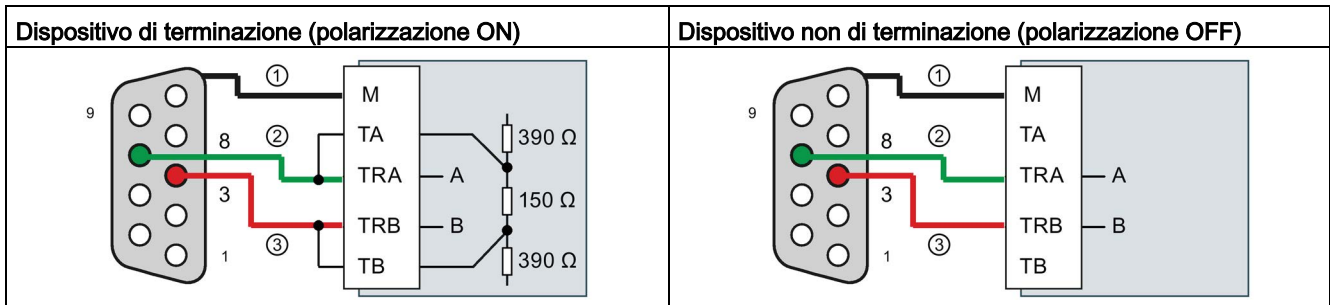 Dispositivo di terminazione (polarizzazione ON)
9
8
3
1
①
②
③
M
TA
TRA
TRB
TB
A
B
390 Ω
150 Ω
390 Ω
Dispositivo non di terminazione (polarizzazione OFF)
9
8
3
1
①
②
③
M
TA
TRA
TRB
TB
A
B